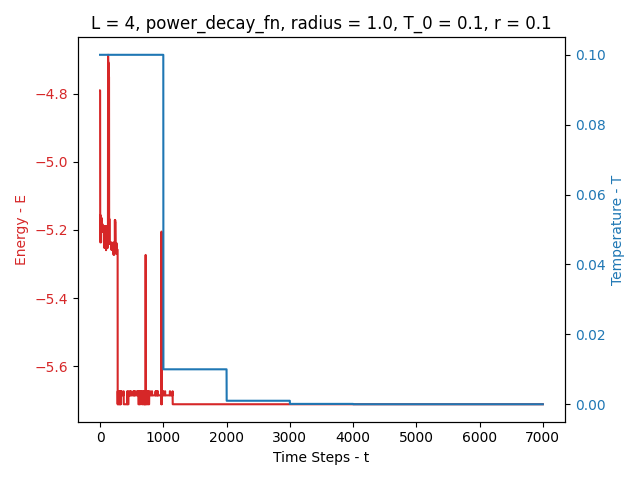 L = 4, power_decay_fn, radius = 1.0, T_0 = 0.1, r = 0.1
Energy - E
−4.8
−5.0
−5.2
−5.4
−5.6
0.10
0.08
0.06
0.04
0.02
0.00
Temperature - T
0 1000 2000 3000 4000 5000 6000 7000
Time Steps - t